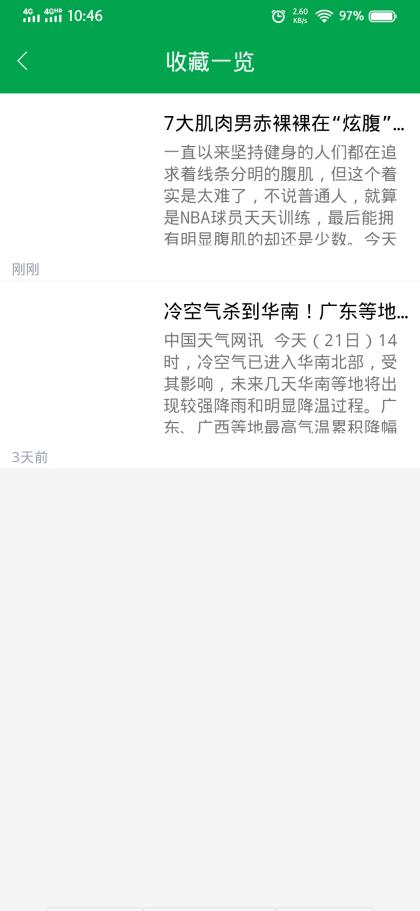 4G 4GHD 10:46 2.60 KB/s 97%
收藏一览
7大肌肉男赤裸裸在“炫腹”...
一直以来坚持健身的人们都在追
求着线条分明的腹肌，但这个着
实是太难了，不说普通人，就算
是NBA球员天天训练，最后能拥
有明显腹肌的却还是少数。今天
刚刚
冷空气杀到华南！广东等地...
中国天气网讯 今天（21日）14
时，冷空气已进入华南北部，受
其影响，未来几天华南等地将出
现较强降雨和明显降温过程。广
东、广西等地最高气温累积降幅
3天前